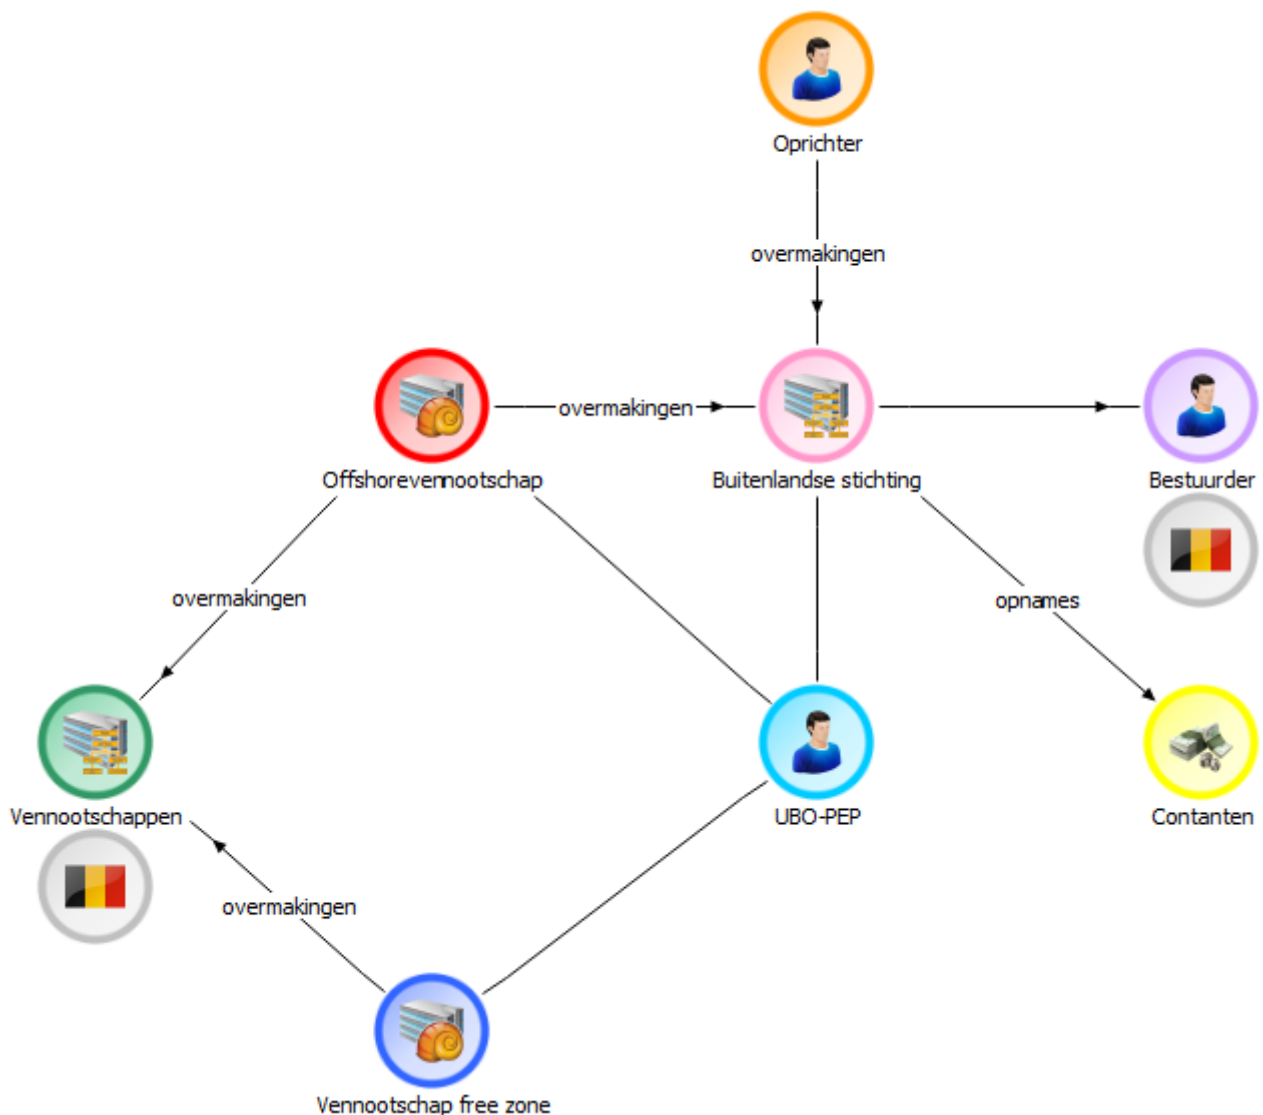 Oprichter
overmakingen
overmakingen
Offshorevennootschap
Buitenlandse stichting
Bestuurder
overmakingen
opnames
Vennootschappen
UBO-PEP
Contanten
overmakingen
Vennootschap free zone